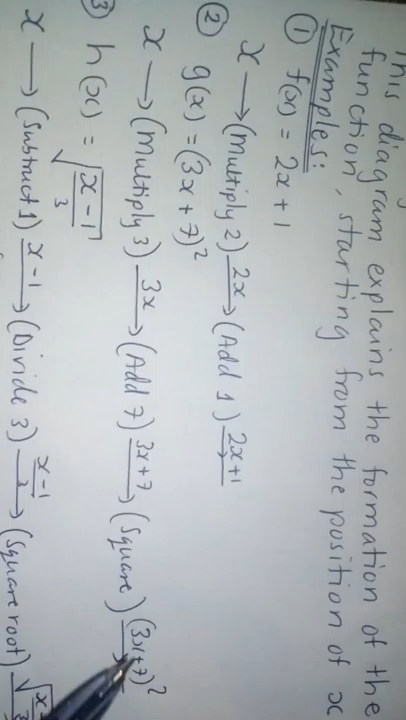 This diagram explains the formation of the
function, starting from the position of x
Examples:
① f(x) = 2x + 1
x → (Multiply 2) 2x → (Add 1) 2x+1 →
② g(x) = (3x + 7)²
x → (Multiply 3) 3x → (Add 7) 3x+7 → (Square) (3x+7)² →
③ h(x) = √((x - 1)/3)
x → (Subtract 1) x-1 → (Divide 3) (x-1)/3 → (Square root)